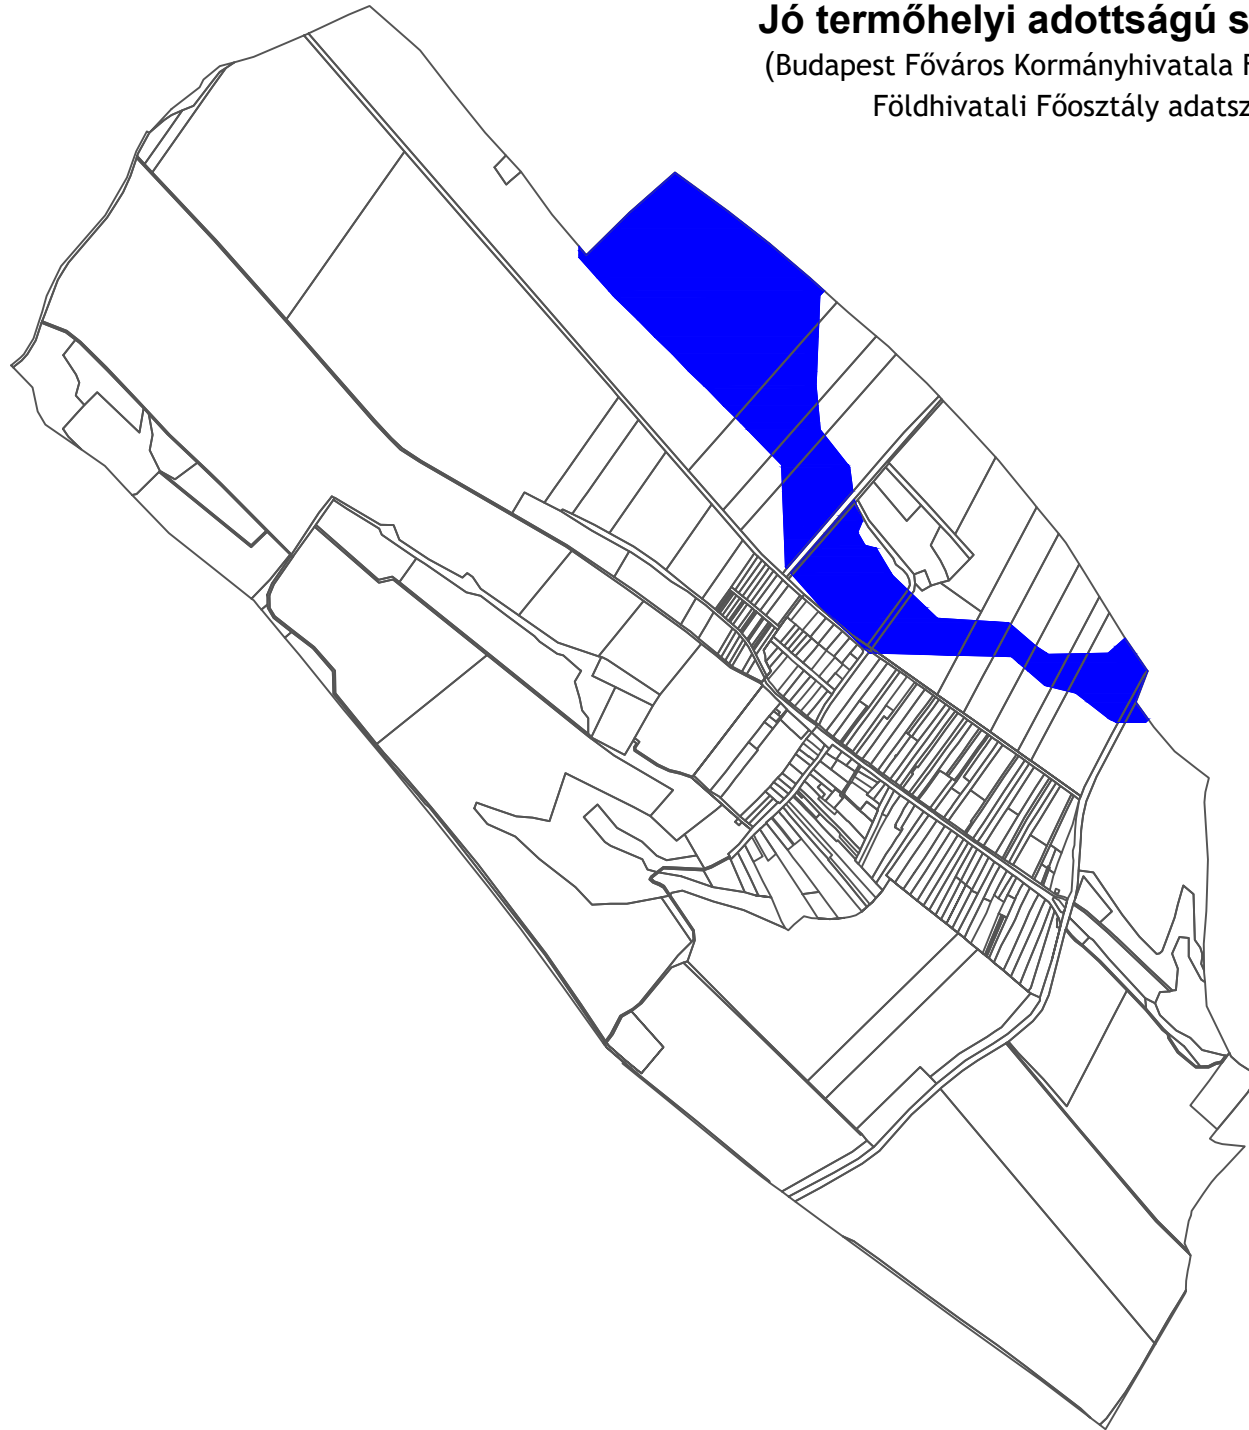 Jó termőhelyi adottságú s
(Budapest Főváros Kormányhivatala F
Földhivatali Főosztály adatsz